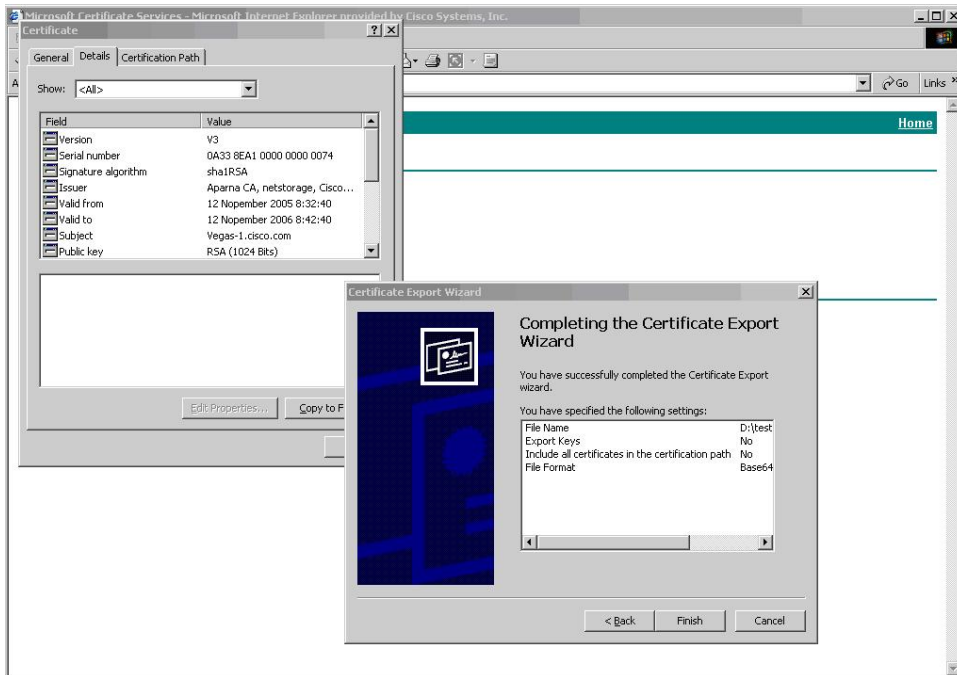 Microsoft Certificate Services - Microsoft Internet Explorer provided by Cisco Systems, Inc.
Certificate
General Details Certification Path
Show: <All>
Field Value
Version V3
Serial number 0A33 8EA1 0000 0000 0074
Signature algorithm sha1RSA
Issuer Aparna CA, netstorage, Cisco...
Valid from 12 Nopember 2005 8:32:40
Valid to 12 Nopember 2006 8:42:40
Subject Vegas-1.cisco.com
Public key RSA (1024 Bits)
Edit Properties... Copy to F
Go Links
Home
Certificate Export Wizard
Completing the Certificate Export
Wizard
You have successfully completed the Certificate Export
wizard.
You have specified the following settings:
File Name D:\test
Export Keys No
Include all certificates in the certification path No
File Format Base64
< Back Finish Cancel